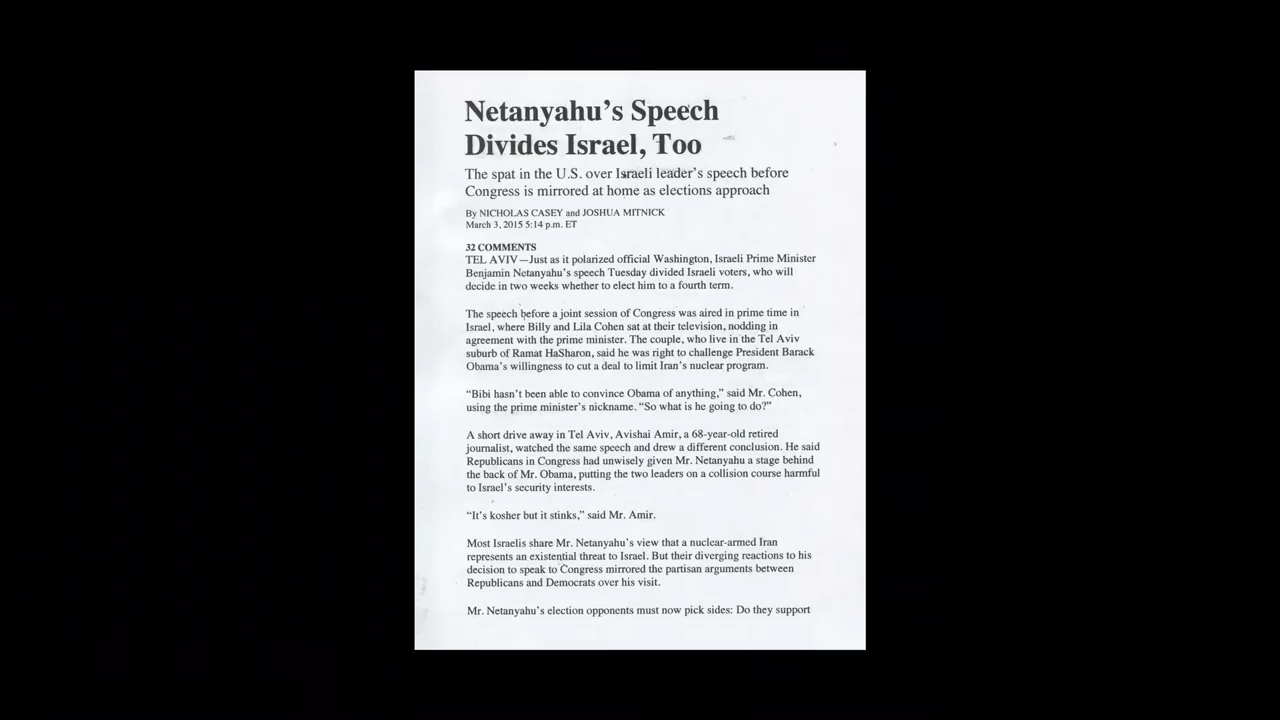 Netanyahu's Speech
Divides Israel, Too
The spat in the U.S. over Israeli leader's speech before
Congress is mirrored at home as elections approach
By NICHOLAS CASEY and JOSHUA MITNICK
March 3, 2015 5:14 p.m. ET
32 COMMENTS
TEL AVIV—Just as it polarized official Washington, Israeli Prime Minister
Benjamin Netanyahu's speech Tuesday divided Israeli voters, who will
decide in two weeks whether to elect him to a fourth term.
The speech before a joint session of Congress was aired in prime time in
Israel, where Billy and Lila Cohen sat at their television, nodding in
agreement with the prime minister. The couple, who live in the Tel Aviv
suburb of Ramat HaSharon, said he was right to challenge President Barack
Obama's willingness to cut a deal to limit Iran's nuclear program.
“Bibi hasn't been able to convince Obama of anything,” said Mr. Cohen,
using the prime minister's nickname. “So what is he going to do?”
A short drive away in Tel Aviv, Avishai Amir, a 68-year-old retired
journalist, watched the same speech and drew a different conclusion. He said
Republicans in Congress had unwisely given Mr. Netanyahu a stage behind
the back of Mr. Obama, putting the two leaders on a collision course harmful
to Israel's security interests.
“It's kosher but it stinks,” said Mr. Amir.
Most Israelis share Mr. Netanyahu's view that a nuclear-armed Iran
represents an existential threat to Israel. But their diverging reactions to his
decision to speak to Congress mirrored the partisan arguments between
Republicans and Democrats over his visit.
Mr. Netanyahu's election opponents must now pick sides: Do they support